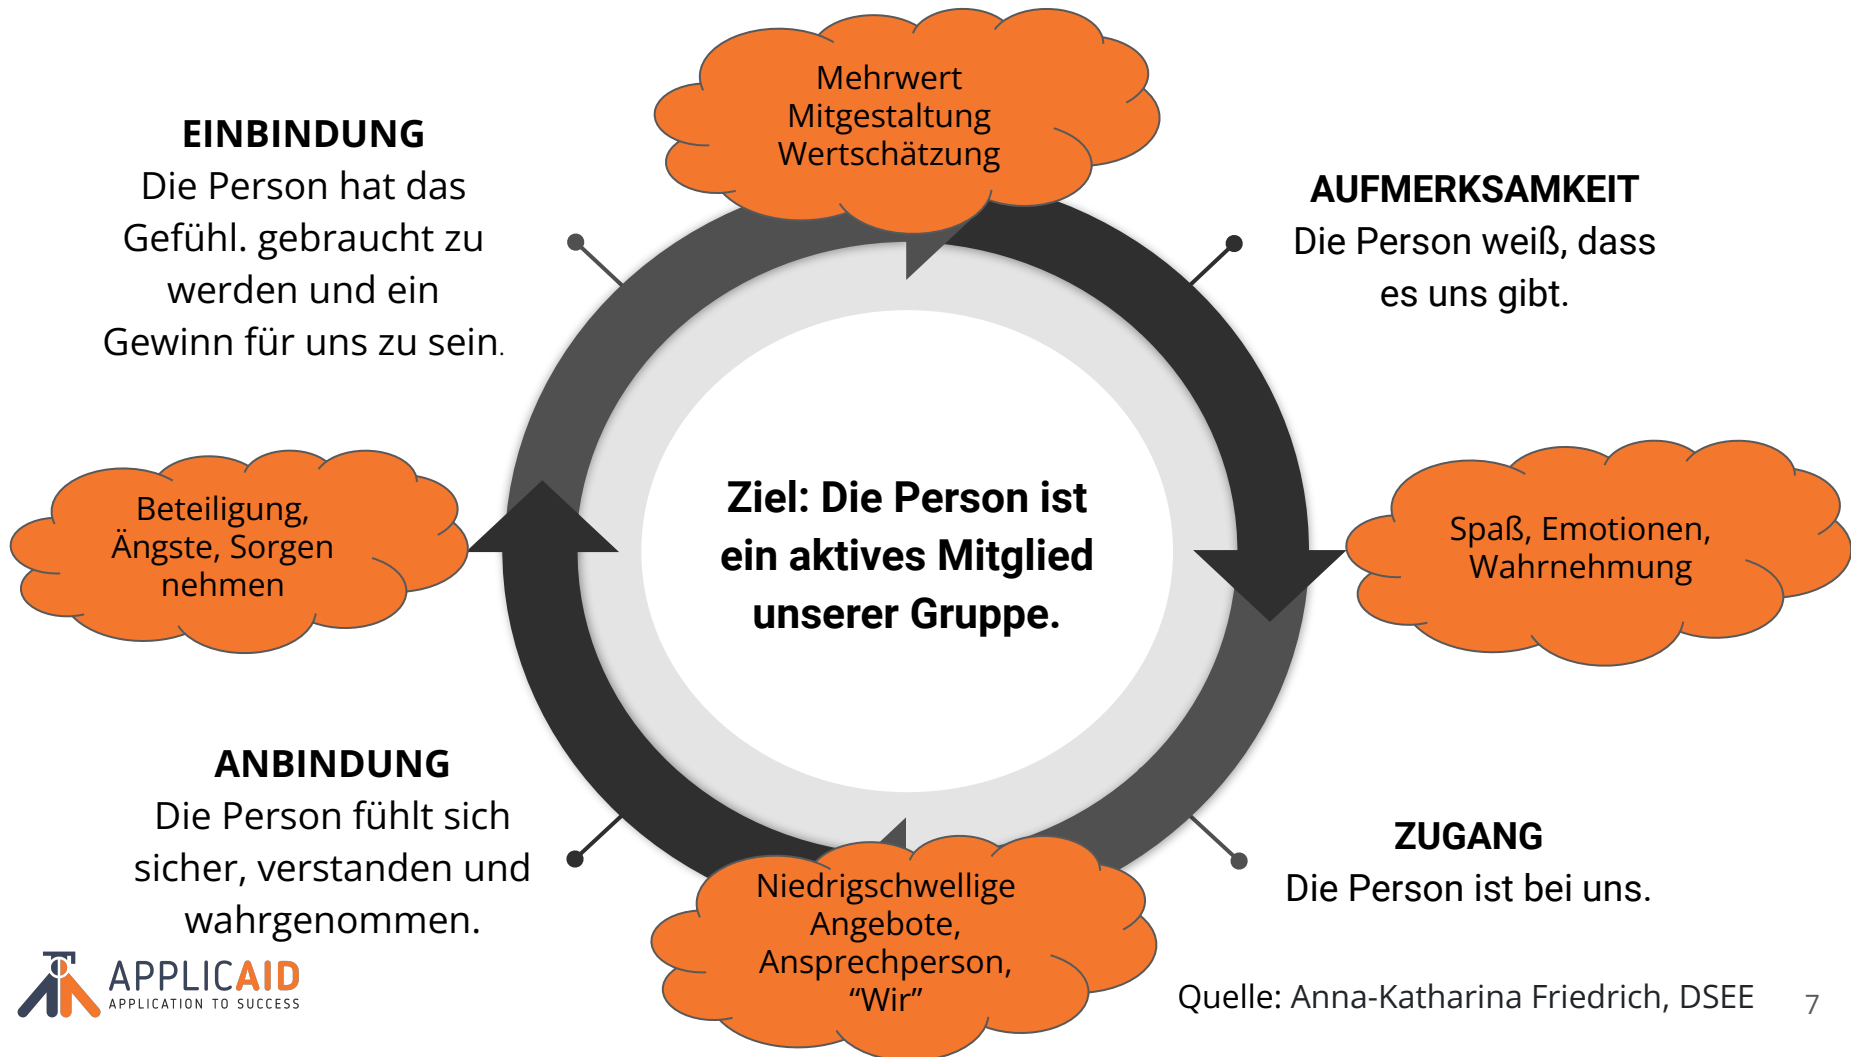 Mehrwert
Mitgestaltung
Wertschätzung
EINBINDUNG
Die Person hat das
Gefühl. gebraucht zu
werden und ein
Gewinn für uns zu sein.
AUFMERKSAMKEIT
Die Person weiß, dass
es uns gibt.
Beteiligung,
Ängste, Sorgen
nehmen
Ziel: Die Person ist
ein aktives Mitglied
unserer Gruppe.
Spaß, Emotionen,
Wahrnehmung
ANBINDUNG
Die Person fühlt sich
sicher, verstanden und
wahrgenommen.
Niedrigschwellige
Angebote,
Ansprechperson,
“Wir”
ZUGANG
Die Person ist bei uns.
APPLICAID
APPLICATION TO SUCCESS
Quelle: Anna-Katharina Friedrich, DSEE
7